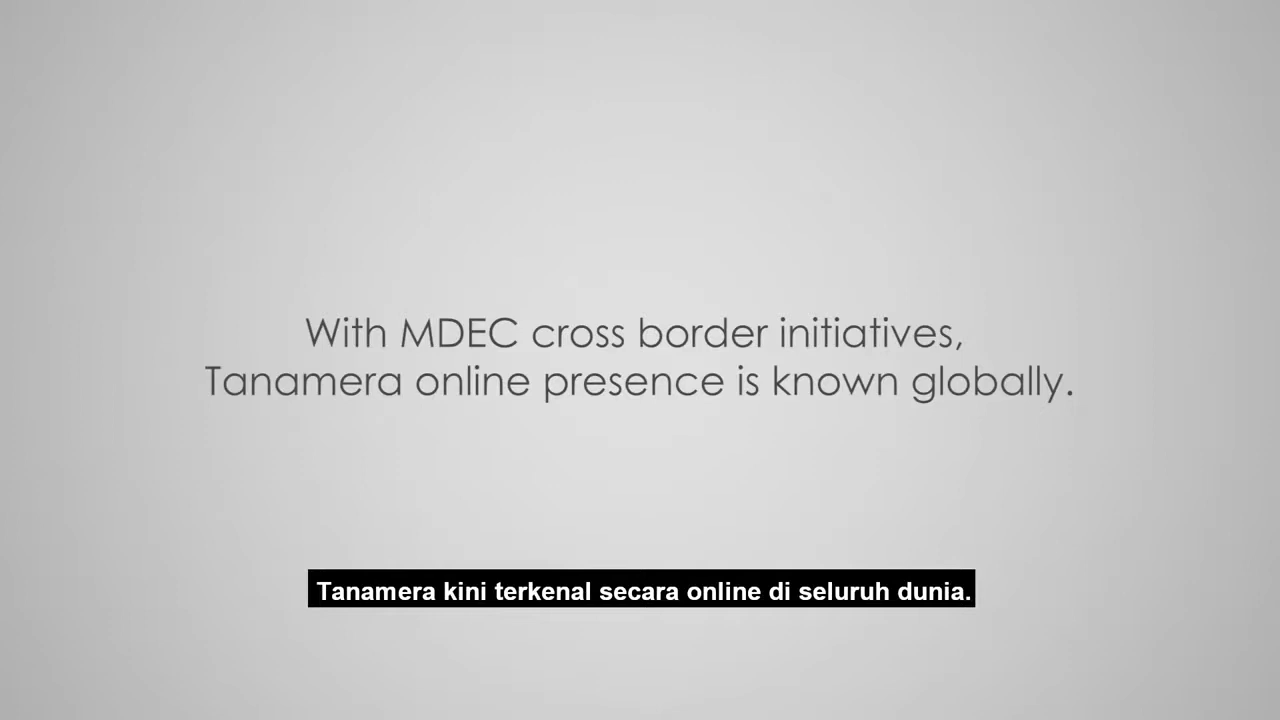 With MDEC cross border initiatives,
Tanamera online presence is known globally.
Tanamera kini terkenal secara online di seluruh dunia.